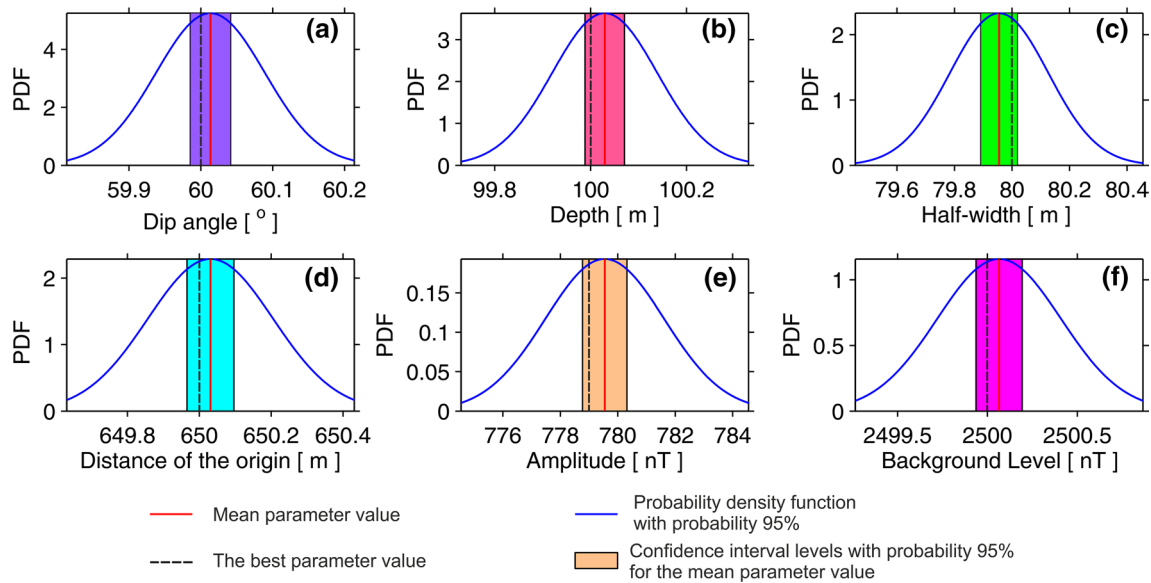 (a)
PDF
4
2
0
59.9 60 60.1 60.2
Dip angle [ ° ]
(b)
PDF
3
2
1
0
99.8 100 100.2
Depth [ m ]
(c)
PDF
2
1
0
79.6 79.8 80 80.2 80.4
Half-width [ m ]
(d)
PDF
2
1
0
649.8 650 650.2 650.4
Distance of the origin [ m ]
(e)
PDF
0.15
0.1
0.05
0
776 778 780 782 784
Amplitude [ nT ]
(f)
PDF
1
0.5
0
2499.5 2500 2500.5
Background Level [ nT ]
Mean parameter value
Probability density function
with probability 95%
The best parameter value
Confidence interval levels with probability 95%
for the mean parameter value